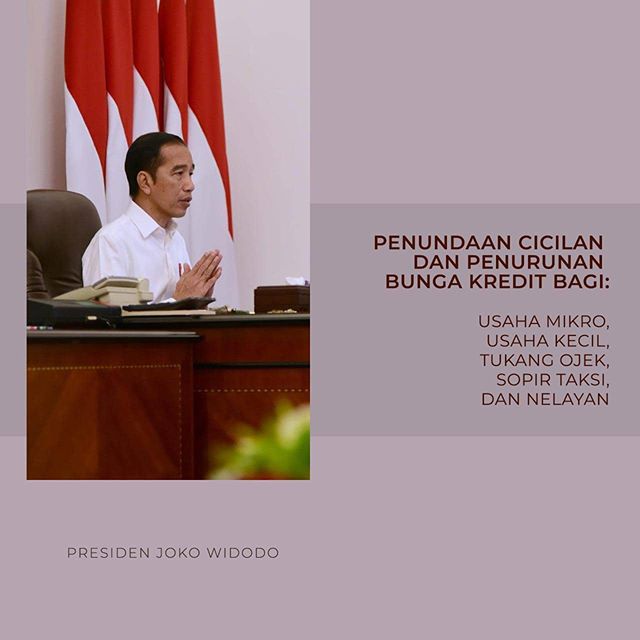 PENUNDAAN CICILAN
DAN PENURUNAN
BUNGA KREDIT BAGI:
USAHA MIKRO,
USAHA KECIL,
TUKANG OJEK,
SOPIR TAKSI,
DAN NELAYAN
PRESIDEN JOKO WIDODO